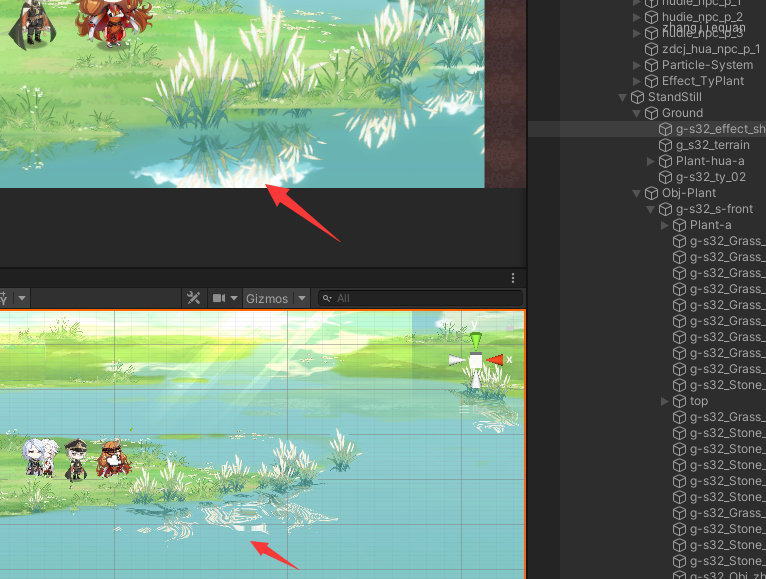 hudie_npc_p_1
hudie_npc_p_2
hudie_npc_p_3
zdcj_hua_npc_p_1
Particle-System
Effect_TyPlant
StandStill
Ground
g-s32_effect_sh
g_s32_terrain
Plant-hua-a
g-s32_ty_02
Obj-Plant
g-s32_s-front
Plant-a
g-s32_Grass_
g-s32_Grass_
g-s32_Grass_
g-s32_Grass_
g-s32_Grass_
g-s32_Grass_
g-s32_Grass_
g-s32_Grass_
g-s32_Grass_
g-s32_Stone_
top
g-s32_Grass_
g-s32_Stone_
g-s32_Stone_
g-s32_Stone_
g-s32_Stone_
g-s32_Stone_
g-s32_Grass_
g-s32_Stone_
g-s32_Stone_
g-s32_Stone_
Gizmos
All
x